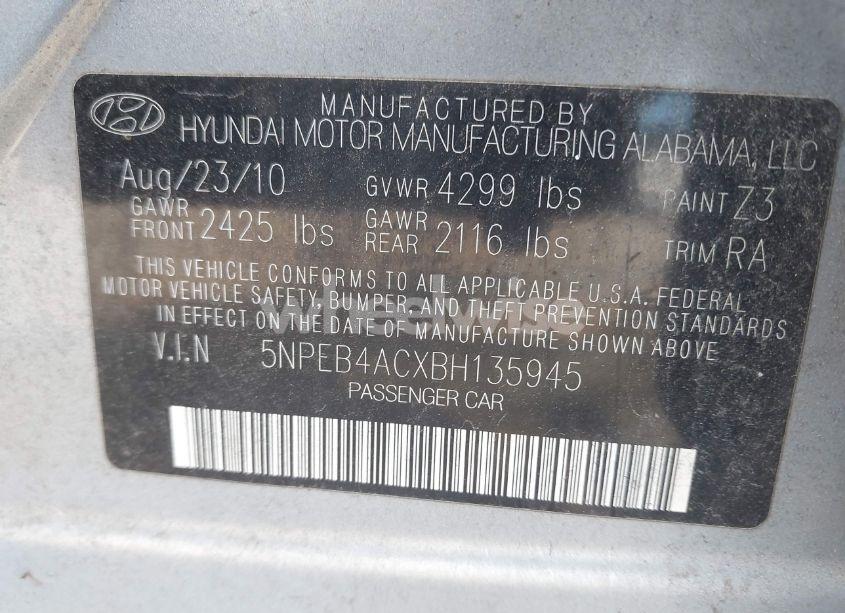 MANUFACTURED BY
HYUNDAI MOTOR MANUFACTURING ALABAMA, LLC
Aug/23/10 GVWR 4299 lbs PAINT Z3
GAWR FRONT 2425 lbs GAWR REAR 2116 lbs TRIM RA
THIS VEHICLE CONFORMS TO ALL APPLICABLE U.S.A. FEDERAL
MOTOR VEHICLE SAFETY, BUMPER, AND THEFT PREVENTION STANDARDS
IN EFFECT ON THE DATE OF MANUFACTURE SHOWN ABOVE
V.I.N 5NPEB4ACXBH135945
PASSENGER CAR
wheelwise